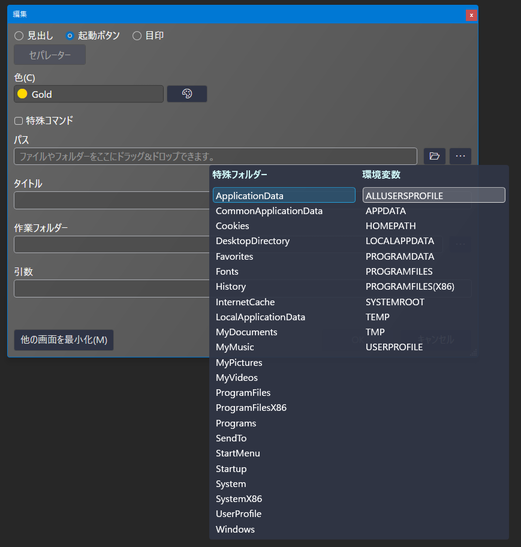 編集
x
見出し 起動ボタン 目印
セパレーター
色(C)
Gold
特殊コマンド
パス
ファイルやフォルダーをここにドラッグ&ドロップできます。
...
タイトル
作業フォルダー
引数
他の画面を最小化(M)
特殊フォルダー
ApplicationData
CommonApplicationData
Cookies
DesktopDirectory
Favorites
Fonts
History
InternetCache
LocalApplicationData
MyDocuments
MyMusic
MyPictures
MyVideos
ProgramFiles
ProgramFilesX86
Programs
SendTo
StartMenu
Startup
System
SystemX86
UserProfile
Windows
環境変数
ALLUSERSPROFILE
APPDATA
HOMEPATH
LOCALAPPDATA
PROGRAMDATA
PROGRAMFILES
PROGRAMFILES(X86)
SYSTEMROOT
TEMP
TMP
USERPROFILE